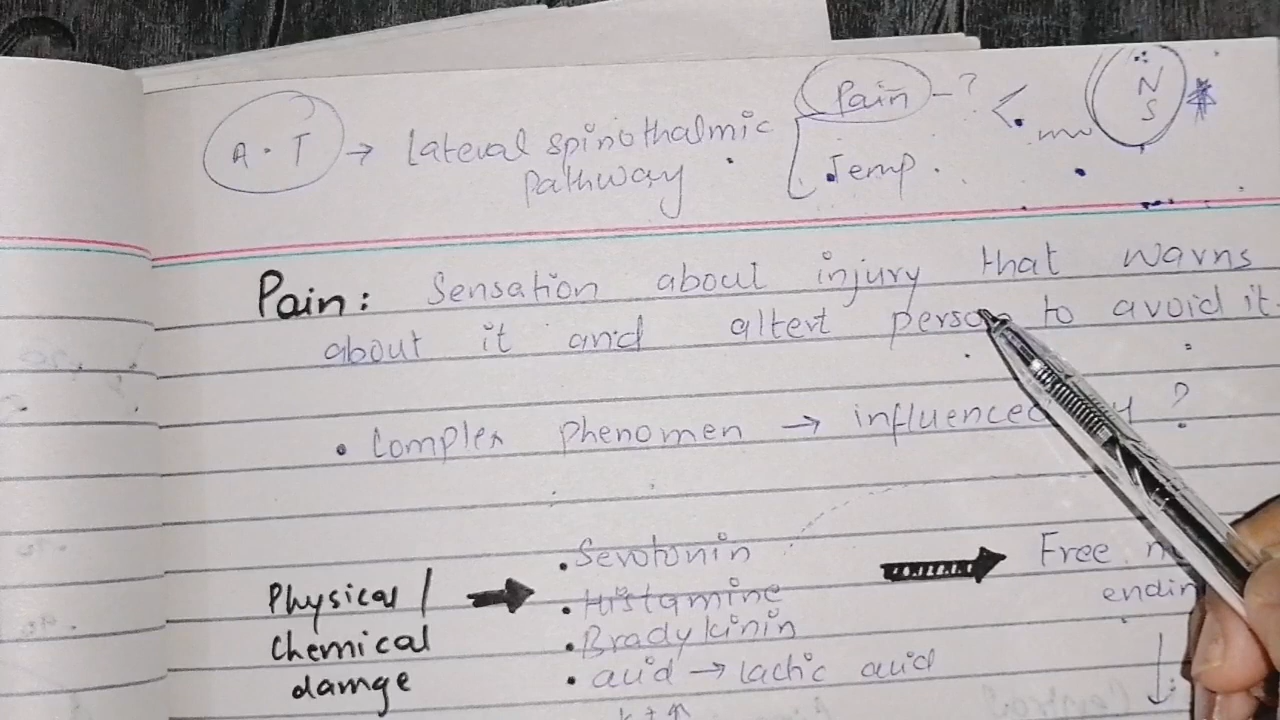 A . T → Lateral spinothalmic pathway . Pain - ?
Temp .
N
S
Pain: Sensation about injury that warns
about it and altert person to avoid it
• Complex Phenomen → influenced ?
Physical / Chemical damge
• Serotonin
• Histamine
• Bradykinin
• acid → lactic acid
K + ↑
Free
endin